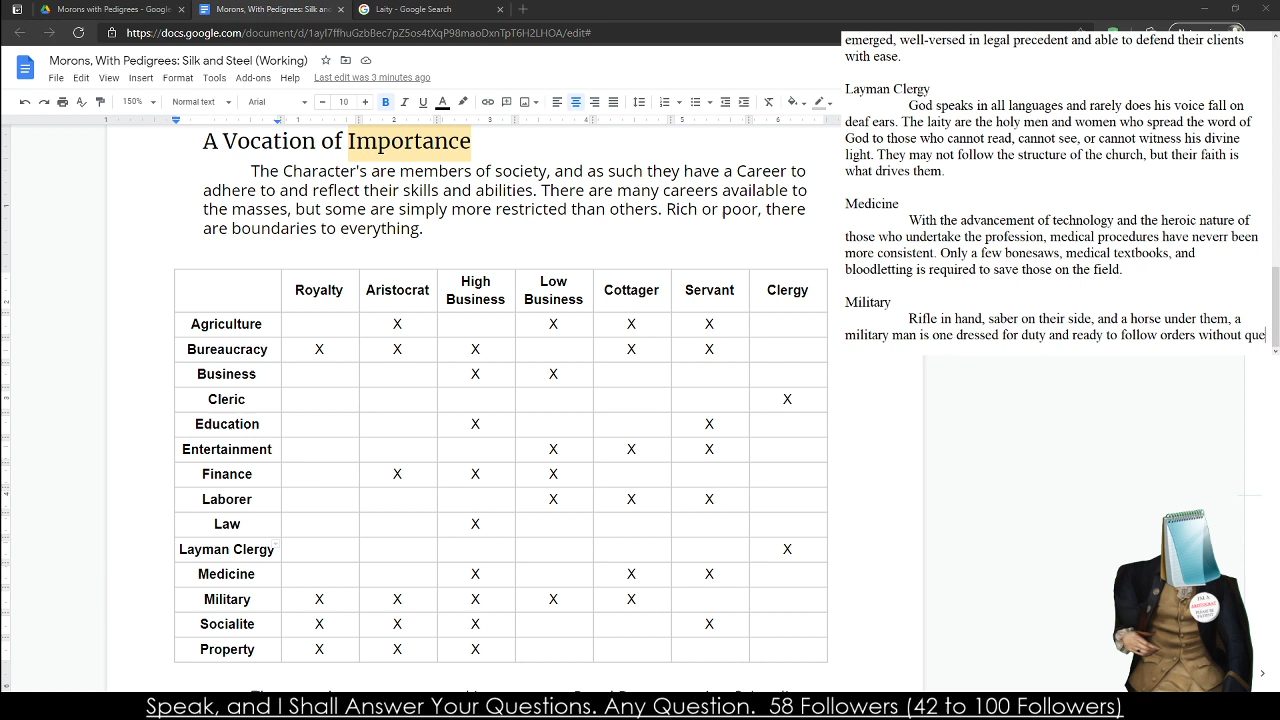 Morons with Pedigrees - Google
Morons, With Pedigrees: Silk and
Laity - Google Search
https://docs.google.com/document/d/1ayI7ffhuGzbBec7pZ5os4tXqP98maoDxnTpT6H2LHOA/edit#
Morons, With Pedigrees: Silk and Steel (Working)
File Edit View Insert Format Tools Add-ons Help Last edit was 3 minutes ago
150% Normal text Arial 10 B I U A
1 1 2 3 4 5 6
A Vocation of Importance
The Character's are members of society, and as such they have a Career to
adhere to and reflect their skills and abilities. There are many careers available to
the masses, but some are simply more restricted than others. Rich or poor, there
are boundaries to everything.
Royalty Aristocrat High Business Low Business Cottager Servant Clergy
Agriculture X X X X
Bureaucracy X X X X X
Business X X
Cleric X
Education X X
Entertainment X X X
Finance X X X
Laborer X X X
Law X
Layman Clergy X
Medicine X X X
Military X X X X X
Socialite X X X X
Property X X X
emerged, well-versed in legal precedent and able to defend their clients
with ease.
Layman Clergy
God speaks in all languages and rarely does his voice fall on
deaf ears. The laity are the holy men and women who spread the word of
God to those who cannot read, cannot see, or cannot witness his divine
light. They may not follow the structure of the church, but their faith is
what drives them.
Medicine
With the advancement of technology and the heroic nature of
those who undertake the profession, medical procedures have neverr been
more consistent. Only a few bonesaws, medical textbooks, and
bloodletting is required to save those on the field.
Military
Rifle in hand, saber on their side, and a horse under them, a
military man is one dressed for duty and ready to follow orders without que
I'M A
ARISTOCRAT
PLEASE BE
PATIENT
Speak, and I Shall Answer Your Questions. Any Question. 58 Followers (42 to 100 Followers)